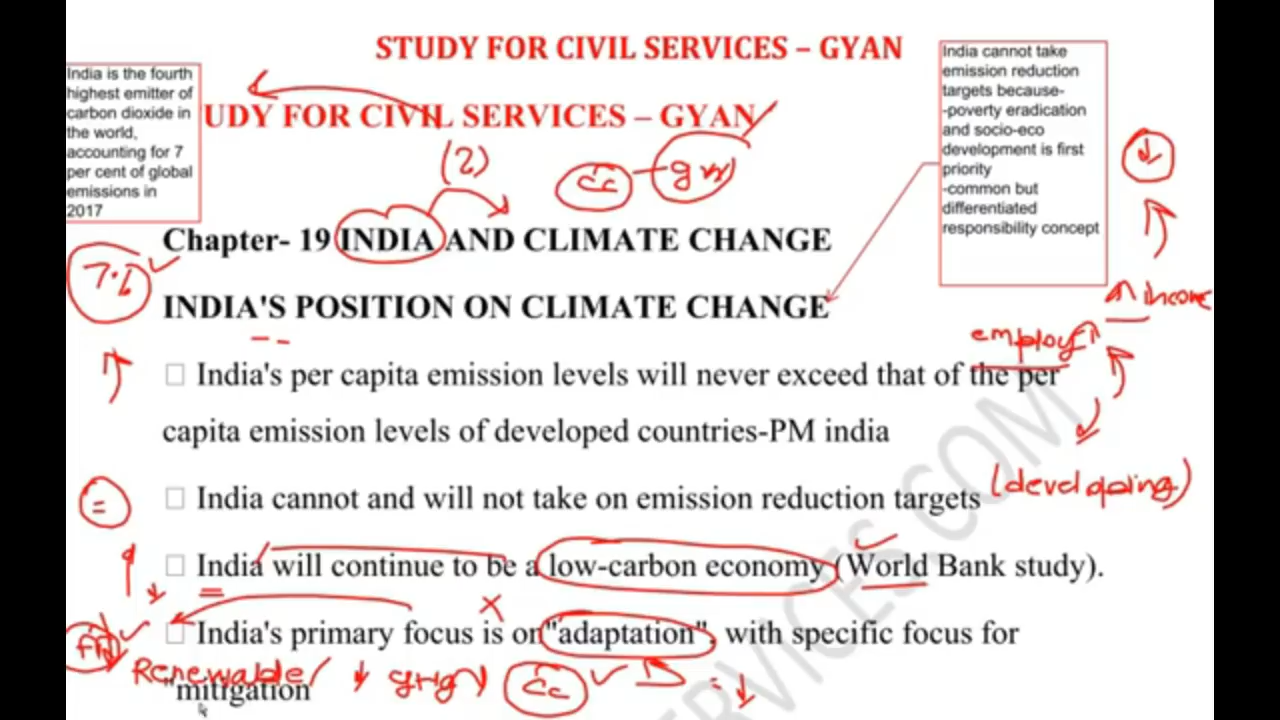 STUDY FOR CIVIL SERVICES – GYAN
India is the fourth
highest emitter of
carbon dioxide in
the world,
accounting for 7
per cent of global
emissions in
2017
UDY FOR CIVIL SERVICES – GYAN
India cannot take
emission reduction
targets because-
-poverty eradication
and socio-eco
development is first
priority
-common but
differentiated
responsibility concept
(2)
CC
Chapter- 19 INDIA AND CLIMATE CHANGE
7%
INDIA'S POSITION ON CLIMATE CHANGE
income
employ
India's per capita emission levels will never exceed that of the per
capita emission levels of developed countries-PM india
India cannot and will not take on emission reduction targets
(developing)
India will continue to be a low-carbon economy (World Bank study).
India's primary focus is on "adaptation", with specific focus for
Renewable
CC
"mitigation
SERVICES.COM